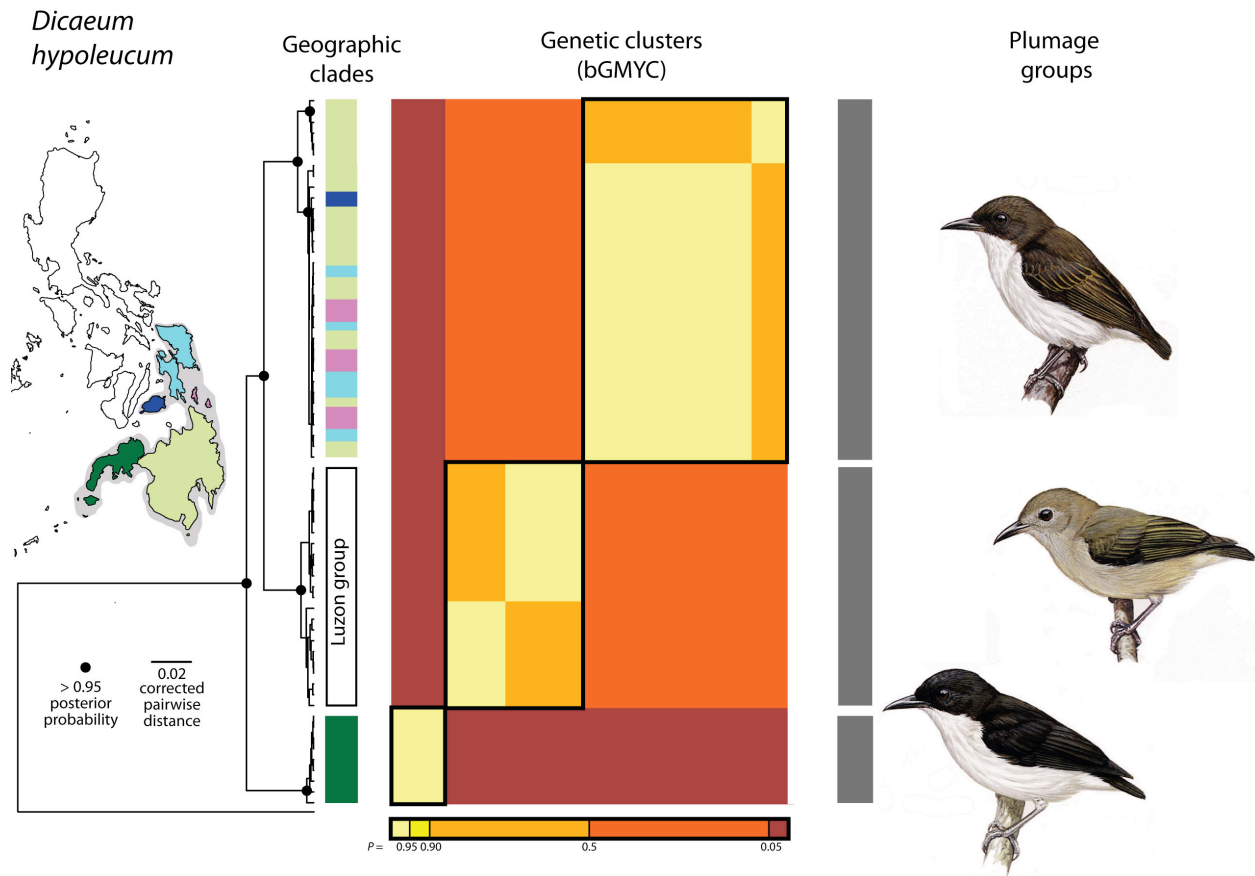 Dicaeum
hypoleucum
Geographic
clades
Genetic clusters
(bGMYC)
Plumage
groups
Luzon group
> 0.95
posterior
probability
0.02
corrected
pairwise
distance
P = 0.95 0.90 0.5 0.05